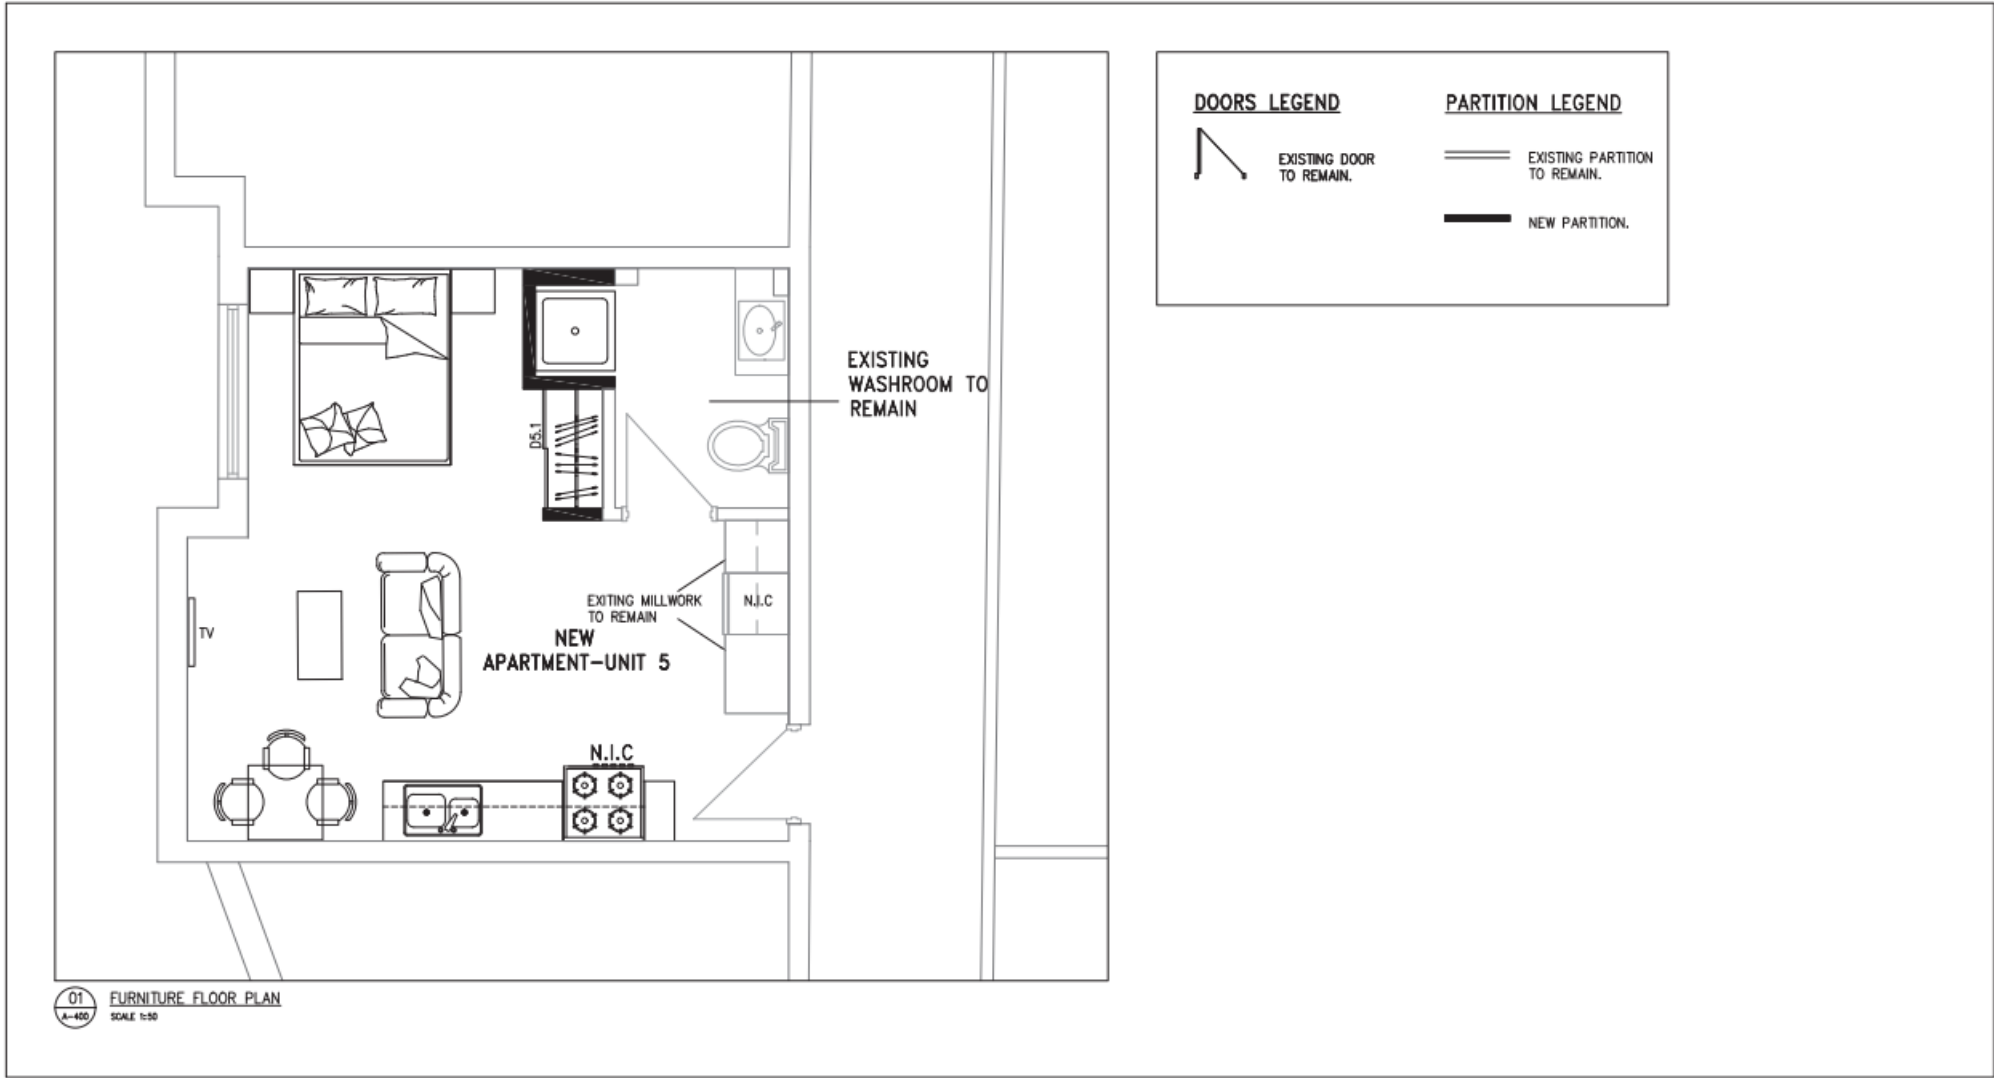 DOORS LEGEND
EXISTING DOOR
TO REMAIN.
PARTITION LEGEND
EXISTING PARTITION
TO REMAIN.
NEW PARTITION.
EXISTING
WASHROOM TO
REMAIN
D5.1
EXITING MILLWORK
TO REMAIN
N.I.C
TV
NEW
APARTMENT-UNIT 5
N.I.C
01
A-400
FURNITURE FLOOR PLAN
SCALE 1:50